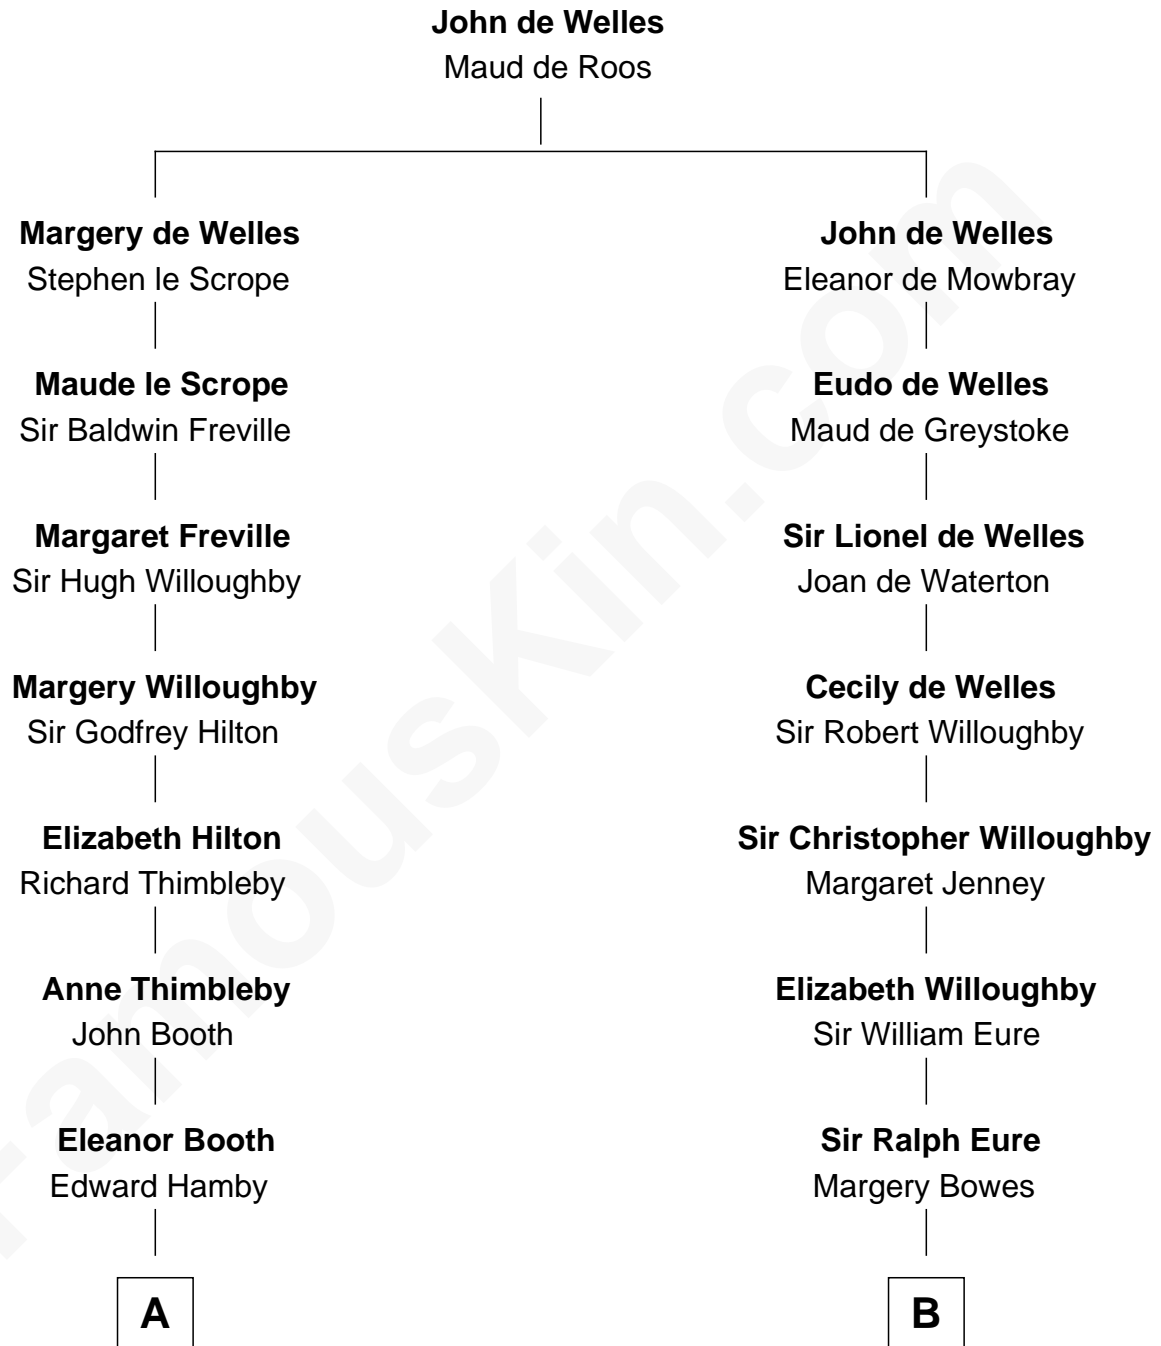 John de Welles
Maud de Roos
Margery de Welles
Stephen le Scrope
John de Welles
Eleanor de Mowbray
Maude le Scrope
Sir Baldwin Freville
Eudo de Welles
Maud de Greystoke
Margaret Freville
Sir Hugh Willoughby
Sir Lionel de Welles
Joan de Waterton
Margery Willoughby
Sir Godfrey Hilton
Cecily de Welles
Sir Robert Willoughby
Elizabeth Hilton
Richard Thimbleby
Sir Christopher Willoughby
Margaret Jenney
Anne Thimbleby
John Booth
Elizabeth Willoughby
Sir William Eure
Eleanor Booth
Edward Hamby
Sir Ralph Eure
Margery Bowes
A
B
FamousKin.com